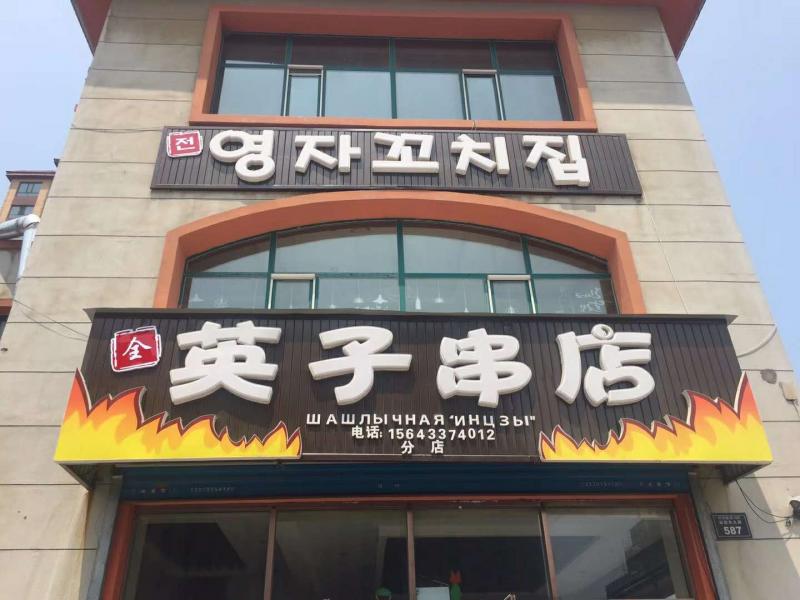 전 영자꼬치집
全 英子串店
ШАШЛЫЧНАЯ "ИНЦЗЫ"
电话: 15643374012
分店
587